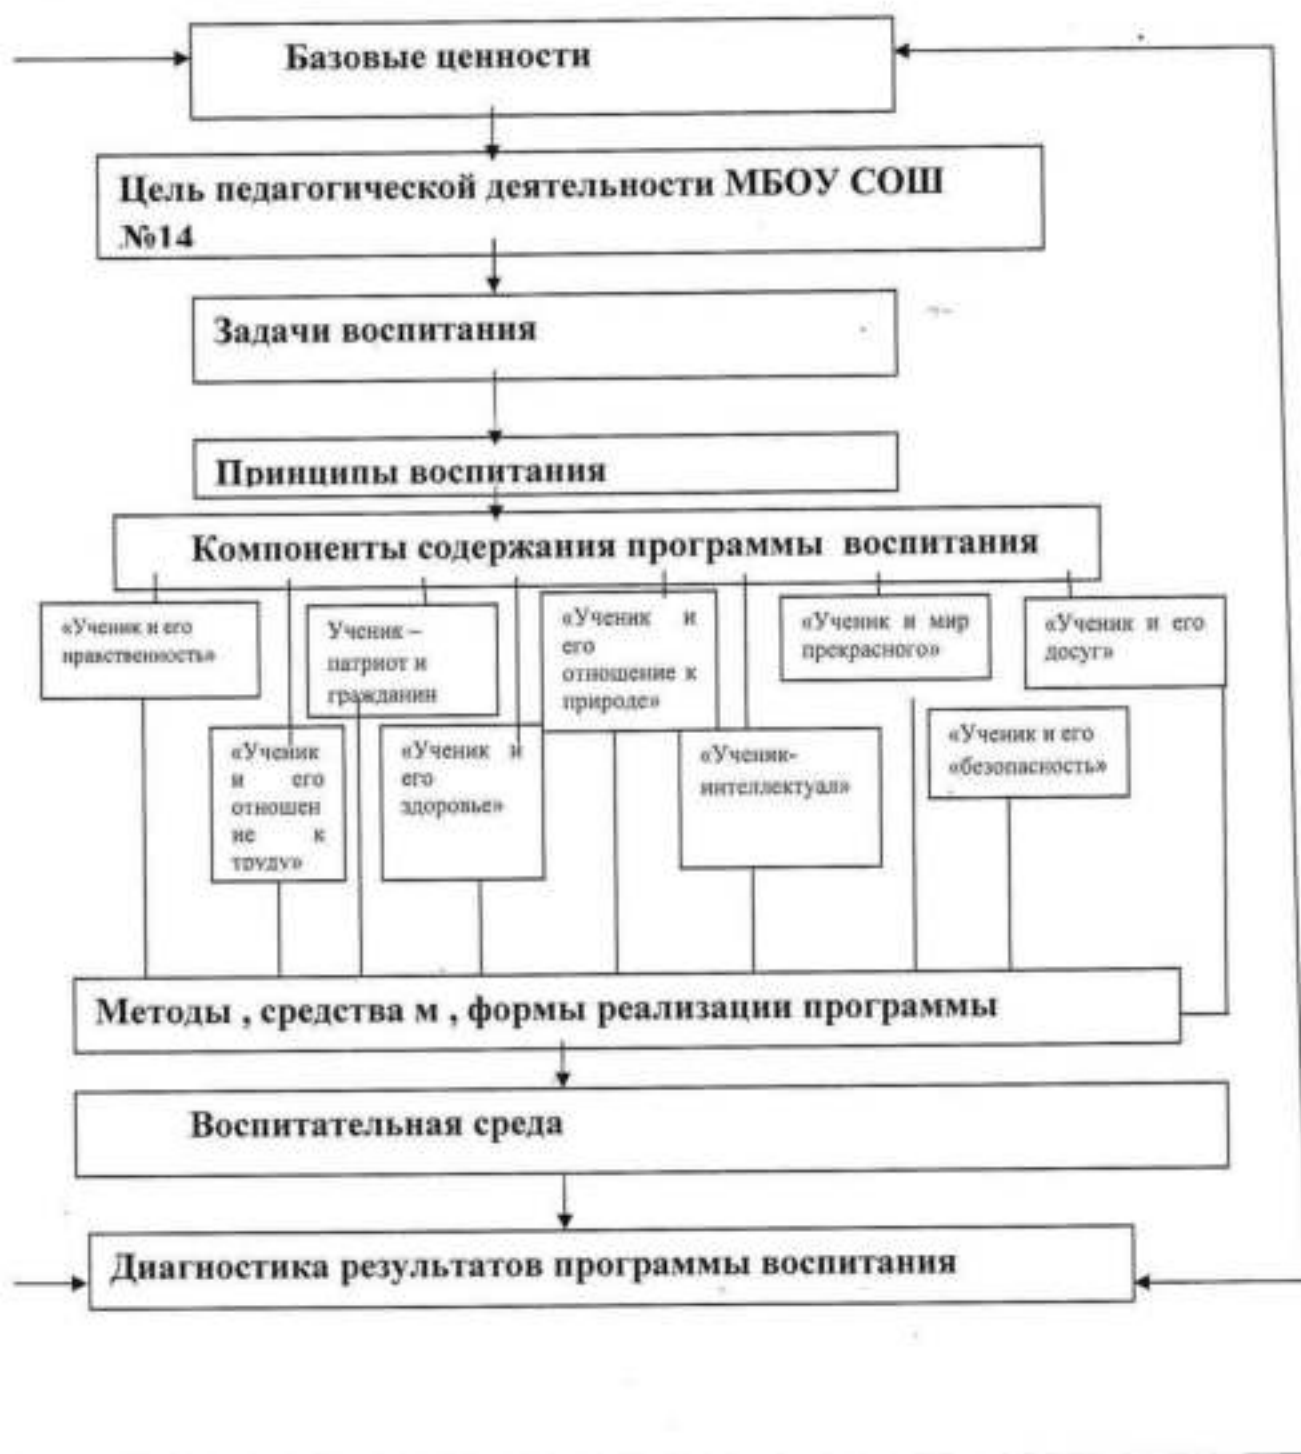 Базовые ценности
Цель педагогической деятельности МБОУ СОШ
№14
Задачи воспитания
Принципы воспитания
Компоненты содержания программы воспитания
«Ученик и его
нравственность»
Ученик –
патриот и
гражданин
«Ученик и
его
отношение к
природе»
«Ученик и мир
прекрасного»
«Ученик и его
досуг»
«Ученик
и его
отношен
ие к
труду»
«Ученик и
его
здоровье»
«Ученик-
интеллектуал»
«Ученик и его
«безопасность»
Методы , средства м , формы реализации программы
Воспитательная среда
Диагностика результатов программы воспитания